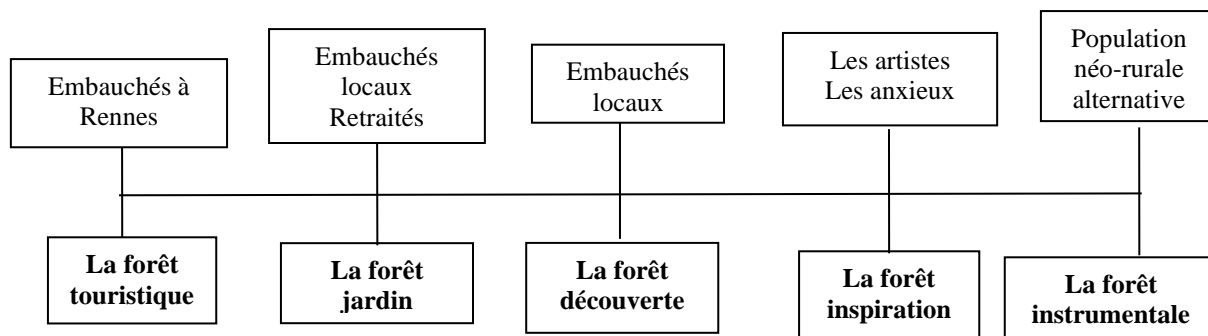 Embauchés à
Rennes
Embauchés
locaux
Retraités
Embauchés
locaux
Les artistes
Les anxieux
Population
néo-rurale
alternative
La forêt
touristique
La forêt
jardin
La forêt
découverte
La forêt
inspiration
La forêt
instrumentale